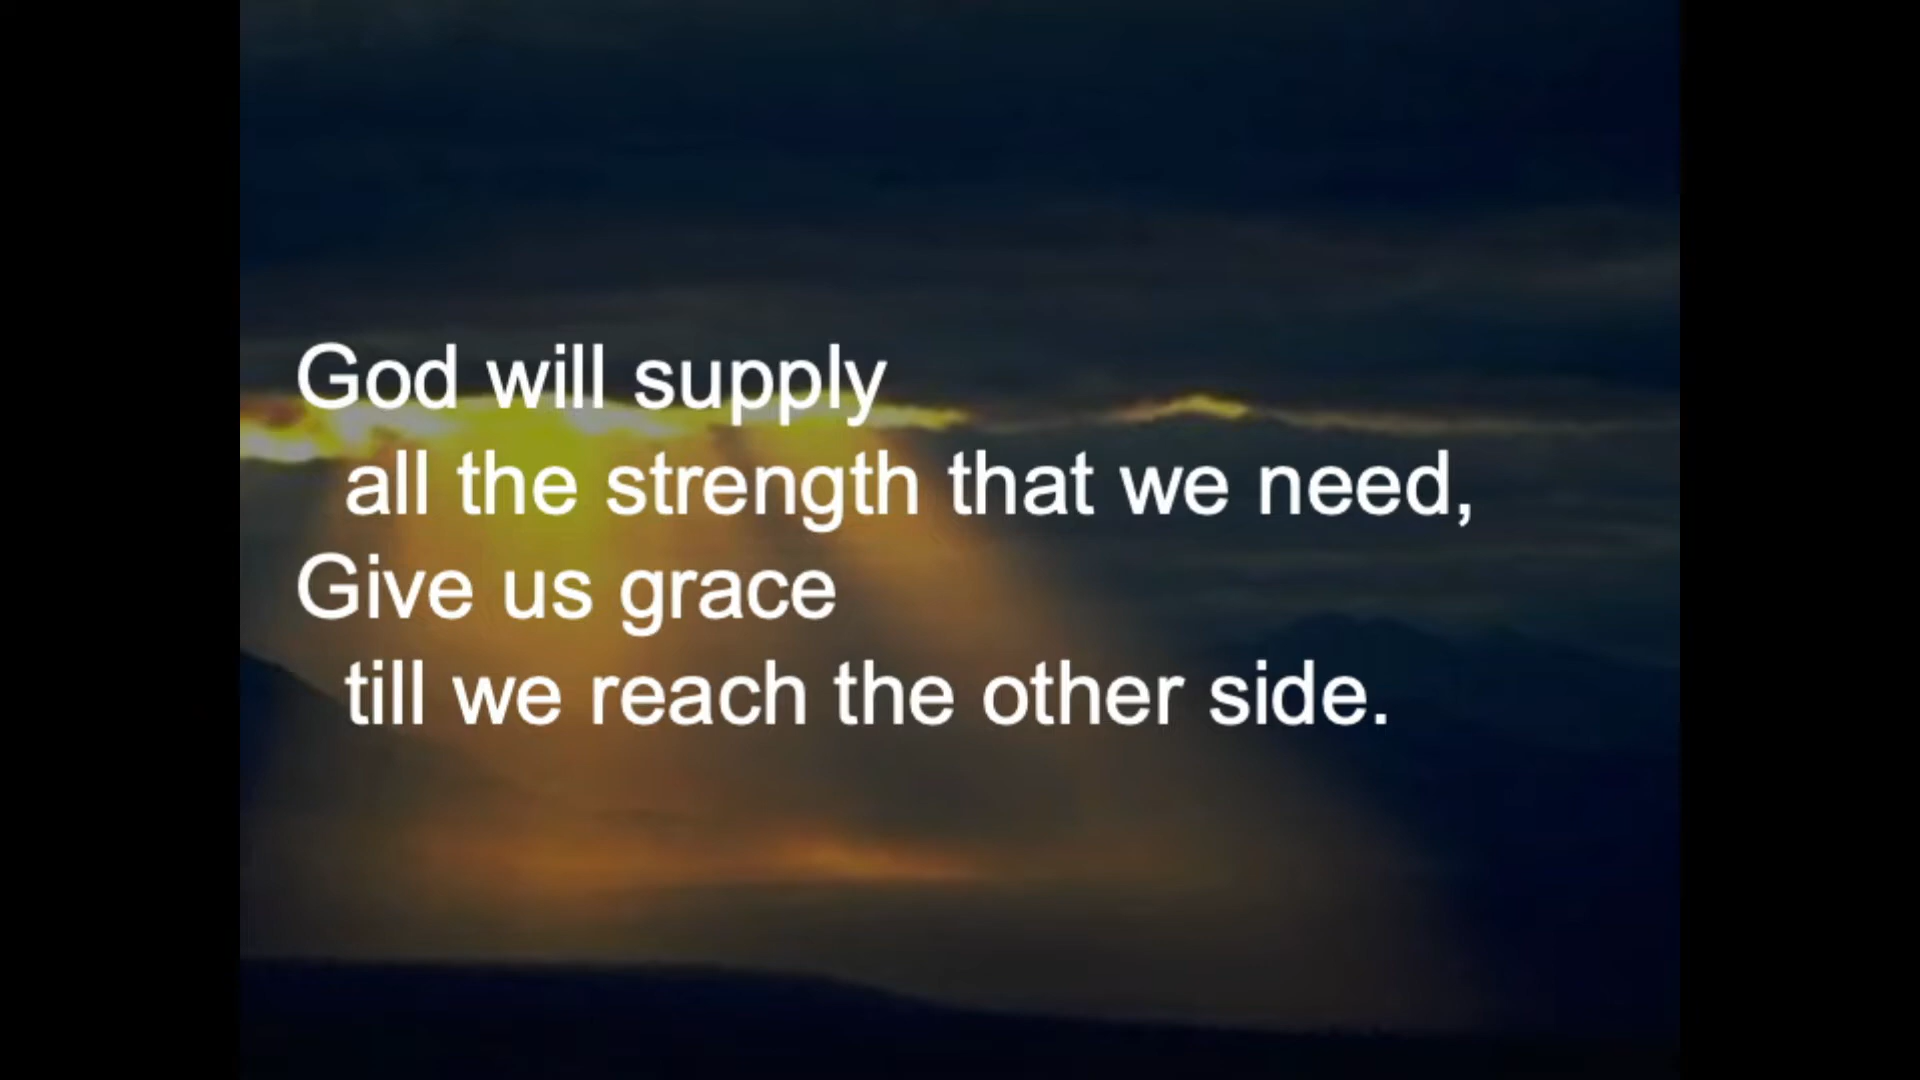 God will supply
all the strength that we need,
Give us grace
till we reach the other side.